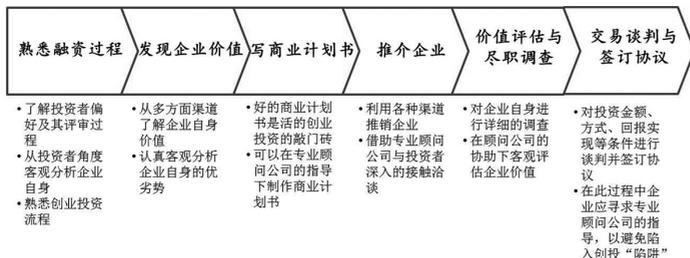 熟悉融资过程
发现企业价值
写商业计划书
推介企业
价值评估与
尽职调查
交易谈判与
签订协议
•了解投资者偏
好及其评审过
程
•从投资者角度
客观分析企业
自身
•熟悉创业投资
流程
•从多方面渠道
了解企业自身
价值
•认真客观分析
企业自身的优
劣势
•好的商业计划
书是活的创业
投资的敲门砖
•可以在专业顾
问公司的指导
下制作商业计
划书
•利用各种渠道
推销企业
•借助专业顾问
公司与投资者
深入的接触洽
谈
•对企业自身进
行详细的调查
•在顾问公司的
协助下客观评
估企业价值
•对投资金额、
方式、回报实
现等条件进行
谈判并签订协
议
•在此过程中企
业应寻求专业
顾问公司的指
导，以避免陷
入创投“陷阱”